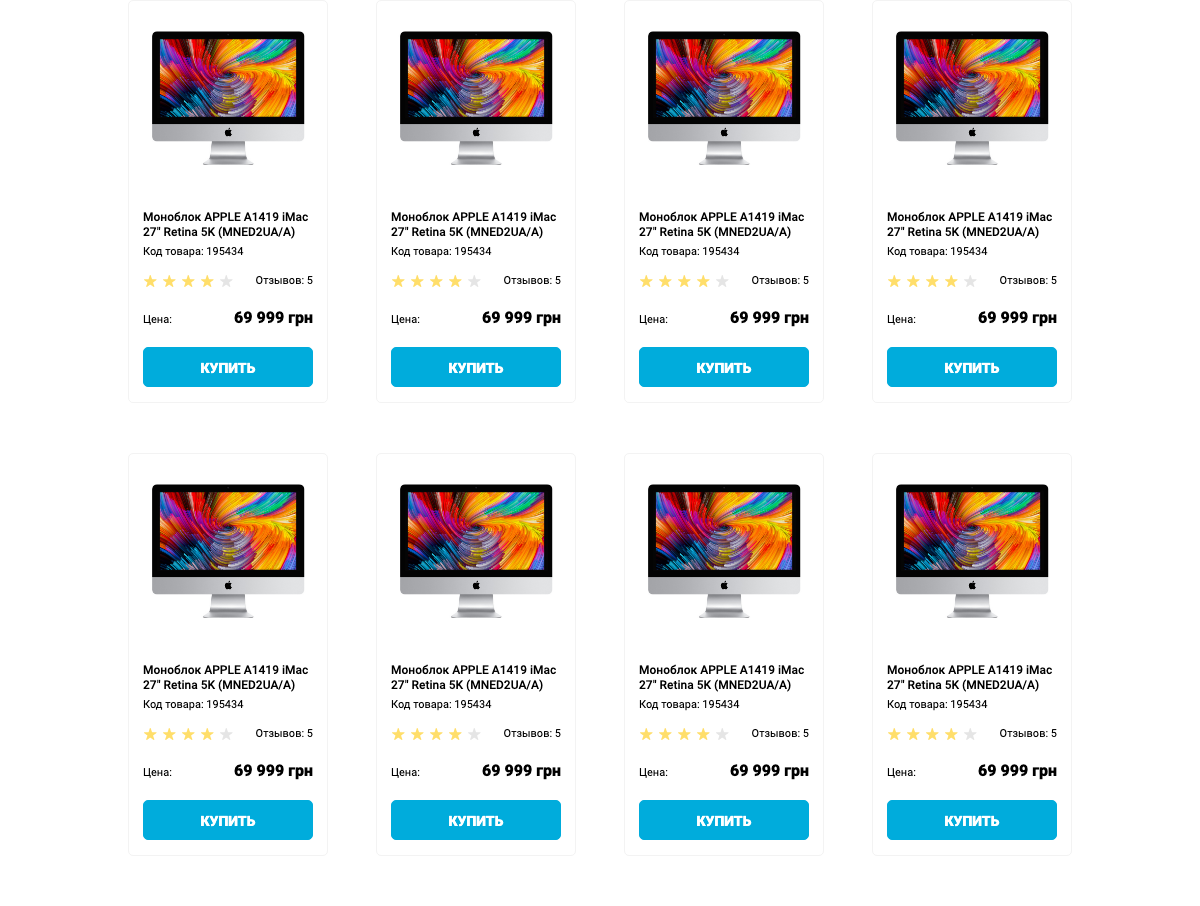 Моноблок APPLE A1419 iMac
27" Retina 5K (MNED2UA/A)
Код товара: 195434
Отзывов: 5
Цена: 69 999 грн
КУПИТЬ
Моноблок APPLE A1419 iMac
27" Retina 5K (MNED2UA/A)
Код товара: 195434
Отзывов: 5
Цена: 69 999 грн
КУПИТЬ
Моноблок APPLE A1419 iMac
27" Retina 5K (MNED2UA/A)
Код товара: 195434
Отзывов: 5
Цена: 69 999 грн
КУПИТЬ
Моноблок APPLE A1419 iMac
27" Retina 5K (MNED2UA/A)
Код товара: 195434
Отзывов: 5
Цена: 69 999 грн
КУПИТЬ
Моноблок APPLE A1419 iMac
27" Retina 5K (MNED2UA/A)
Код товара: 195434
Отзывов: 5
Цена: 69 999 грн
КУПИТЬ
Моноблок APPLE A1419 iMac
27" Retina 5K (MNED2UA/A)
Код товара: 195434
Отзывов: 5
Цена: 69 999 грн
КУПИТЬ
Моноблок APPLE A1419 iMac
27" Retina 5K (MNED2UA/A)
Код товара: 195434
Отзывов: 5
Цена: 69 999 грн
КУПИТЬ
Моноблок APPLE A1419 iMac
27" Retina 5K (MNED2UA/A)
Код товара: 195434
Отзывов: 5
Цена: 69 999 грн
КУПИТЬ